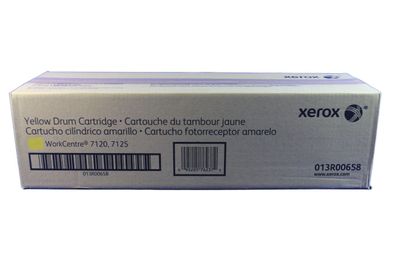 xerox
Yellow Drum Cartridge • Cartouche du tambour jaune
Cartucho cilíndrico amarillo • Cartucho fotorreceptor amarelo
WorkCentre® 7120, 7125
013R00658
013R00658
www.xerox.com